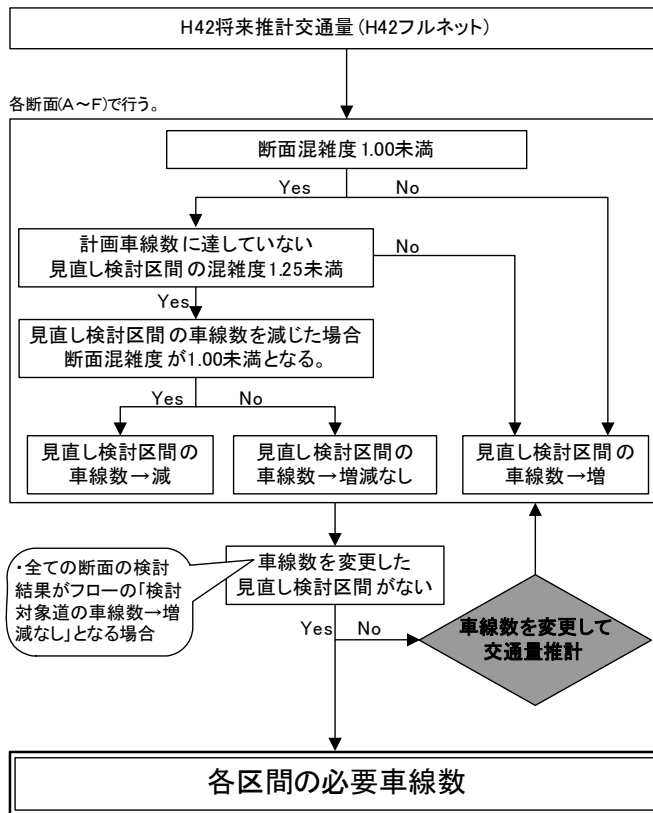 H42将来推計交通量(H42フルネット)
各断面(A～F)で行う。
断面混雑度1.00未満
Yes
No
計画車線数に達していない
見直し検討区間の混雑度1.25未満
No
Yes
見直し検討区間の車線数を減じた場合
断面混雑度が1.00未満となる。
Yes
No
見直し検討区間の
車線数→減
見直し検討区間の
車線数→増減なし
見直し検討区間の
車線数→増
・全ての断面の検討
結果がフローの「検討
対象道の車線数→増
減なし」となる場合
車線数を変更した
見直し検討区間がない
Yes
No
車線数を変更して
交通量推計
各区間の必要車線数